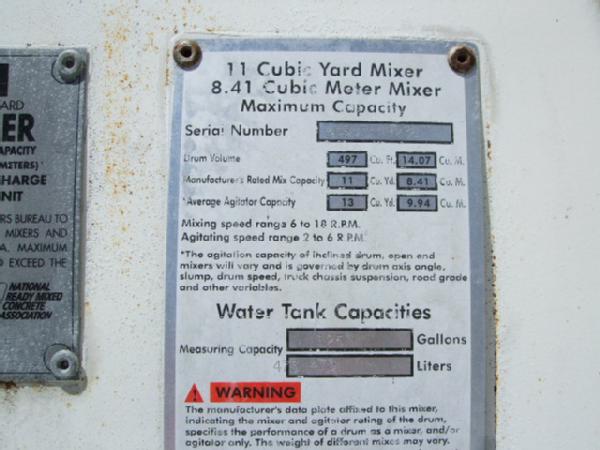 SARD
ER
APACITY
METERS)
HARGE
NIT
RS BUREAU TO
MIXERS AND
A. MAXIMUM
O EXCEED THE
NATIONAL
READY MIXED
CONCRETE
ASSOCIATION
11 Cubic Yard Mixer
8.41 Cubic Meter Mixer
Maximum Capacity
Serial Number
Drum Volume 497 Cu. Ft. 14.07 Cu. M.
Manufacturer's Rated Mix Capacity 11 Cu. Yd. 8.41 Cu. M.
*Average Agitator Capacity 13 Cu. Yd. 9.94 Cu. M.
Mixing speed range 6 to 18 R.P.M.
Agitating speed range 2 to 6 R.P.M.
*The agitation capacity of inclined drum, open end
mixers will vary and is governed by drum axis angle,
slump, drum speed, truck chassis suspension, road grade
and other variables.
Water Tank Capacities
Measuring Capacity
Gallons
Liters
WARNING
The manufacturer's data plate affixed to this mixer,
indicating the mixer and agitator rating of the drum,
specifies the performance of a drum as a mixer, and/or
agitator only. The weight of different mixes may vary.